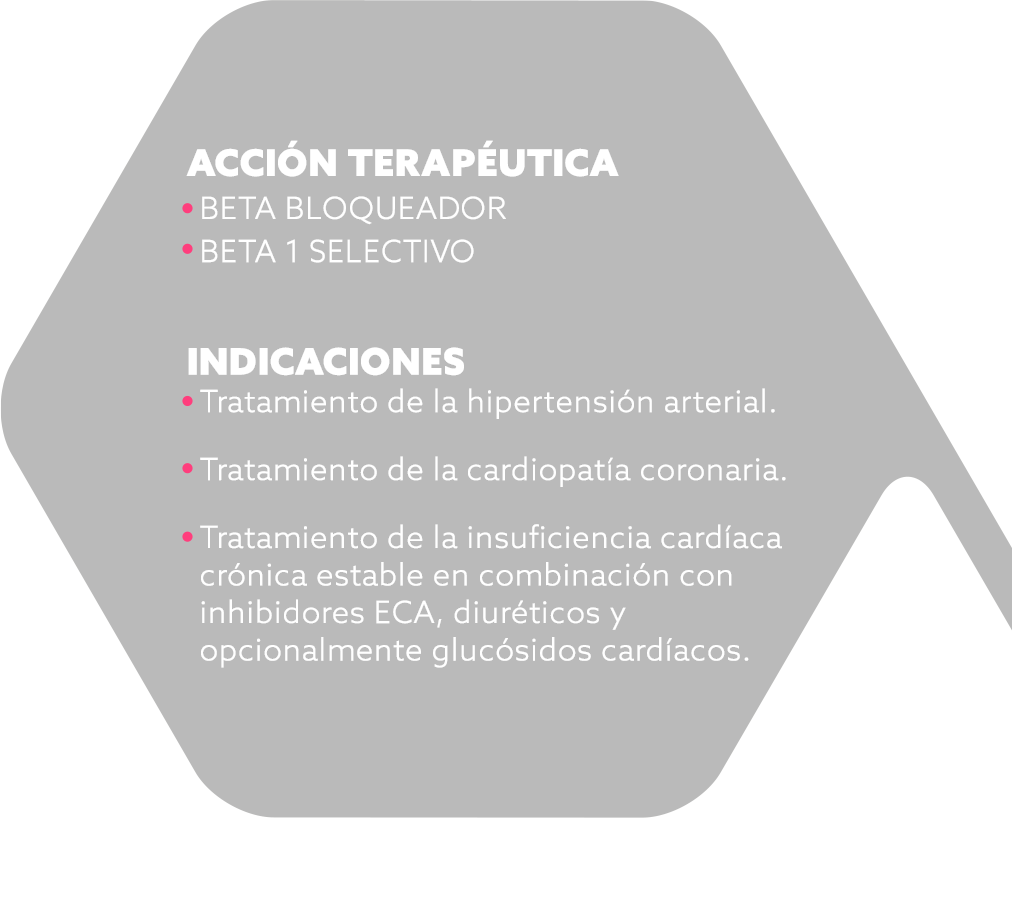 ACCIÓN TERAPÉUTICA
• BETA BLOQUEADOR
• BETA 1 SELECTIVO
INDICACIONES
• Tratamiento de la hipertensión arterial.
• Tratamiento de la cardiopatía coronaria.
• Tratamiento de la insuficiencia cardíaca
crónica estable en combinación con
inhibidores ECA, diuréticos y
opcionalmente glucósidos cardíacos.